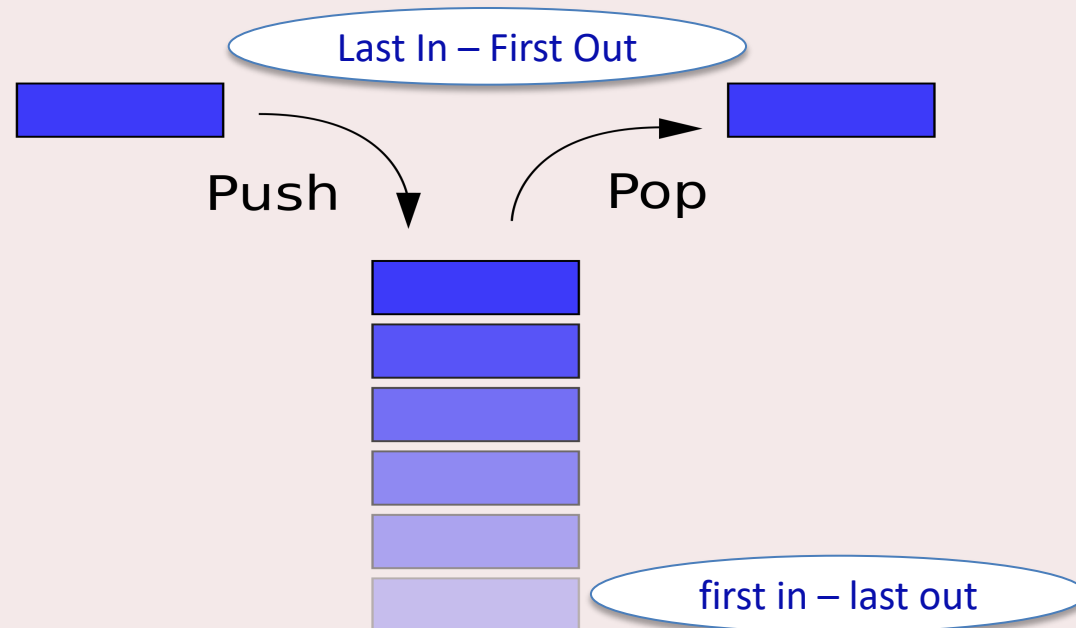 Last In – First Out
Push
Pop
first in – last out